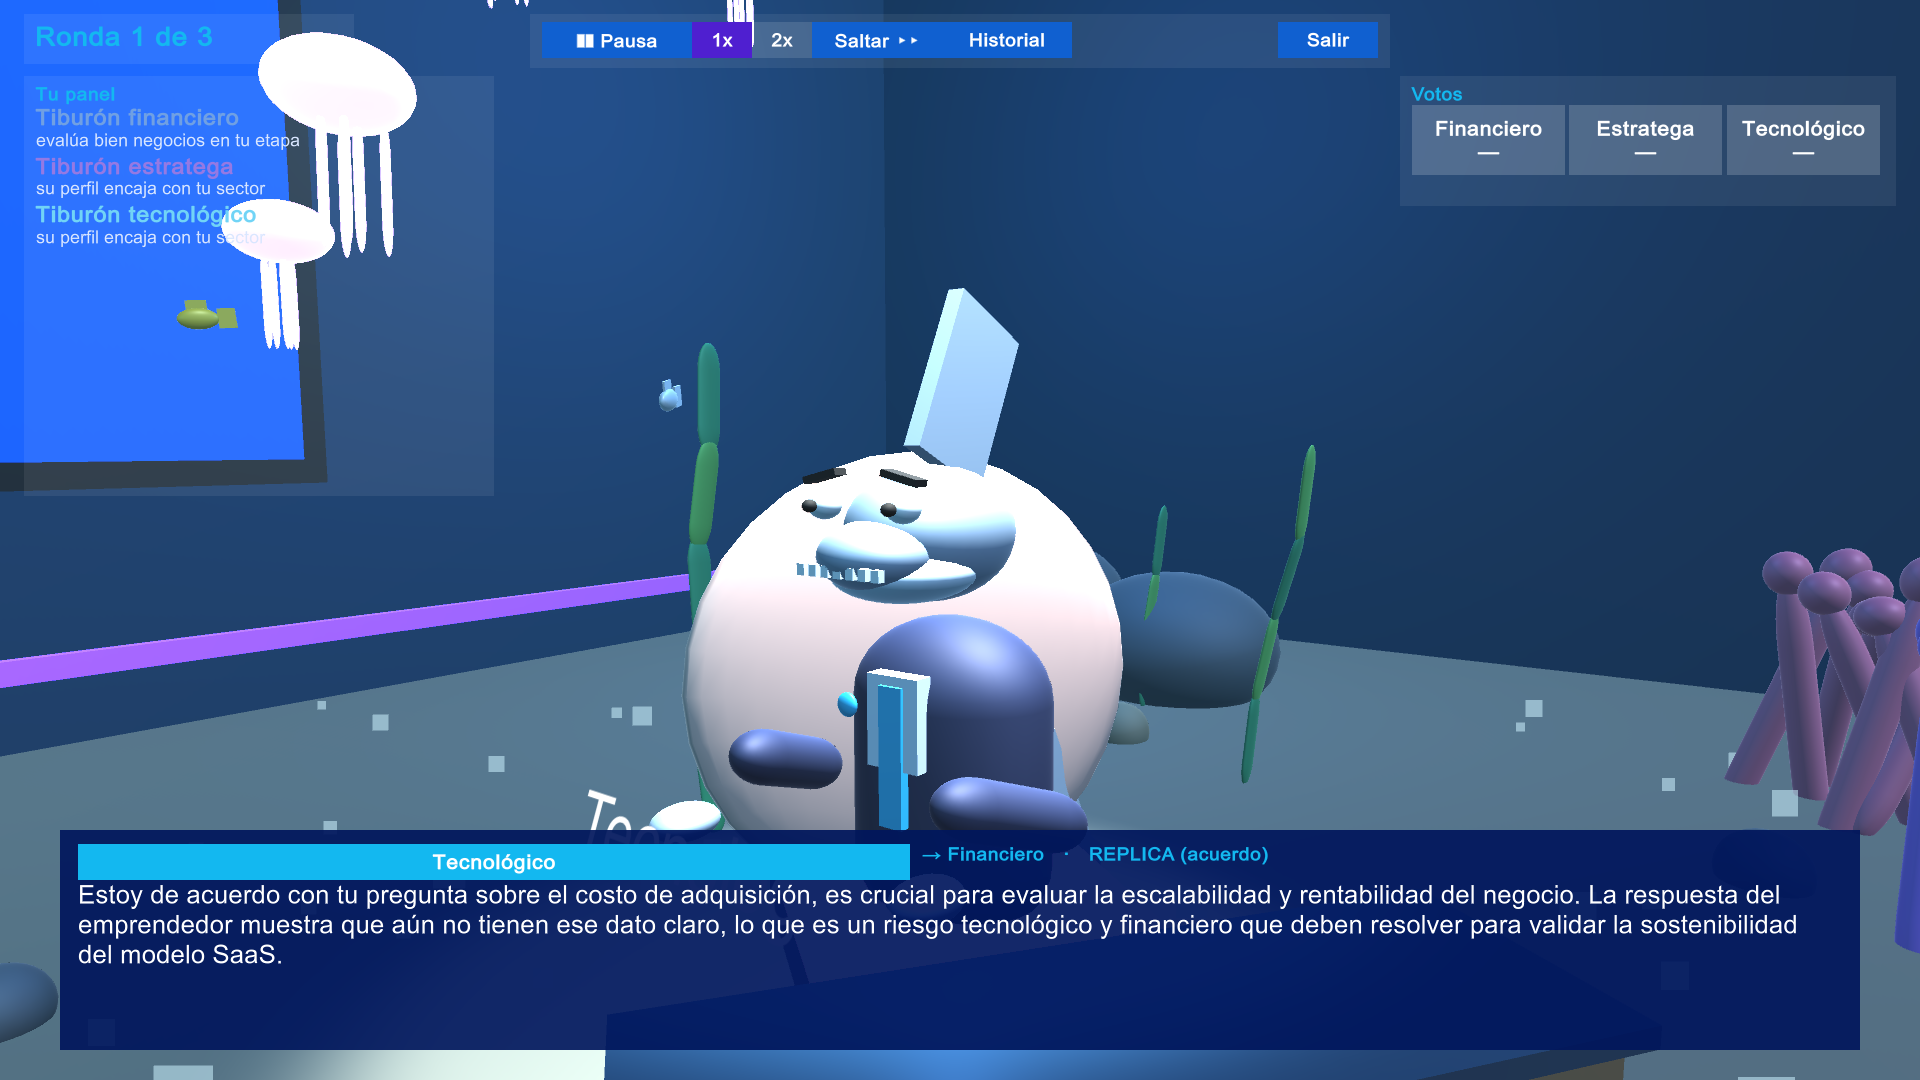 Ronda 1 de 3
Pausa
1x
2x
Saltar
Historial
Salir
Tu panel
Tiburón financiero
evalúa bien negocios en tu etapa
Tiburón estratega
su perfil encaja con tu sector
Tiburón tecnológico
su perfil encaja con tu sector
Votos
Financiero
—
Estratega
—
Tecnológico
—
Tecnológico
→ Financiero · REPLICA (acuerdo)
Estoy de acuerdo con tu pregunta sobre el costo de adquisición, es crucial para evaluar la escalabilidad y rentabilidad del negocio. La respuesta del
emprendedor muestra que aún no tienen ese dato claro, lo que es un riesgo tecnológico y financiero que deben resolver para validar la sostenibilidad
del modelo SaaS.